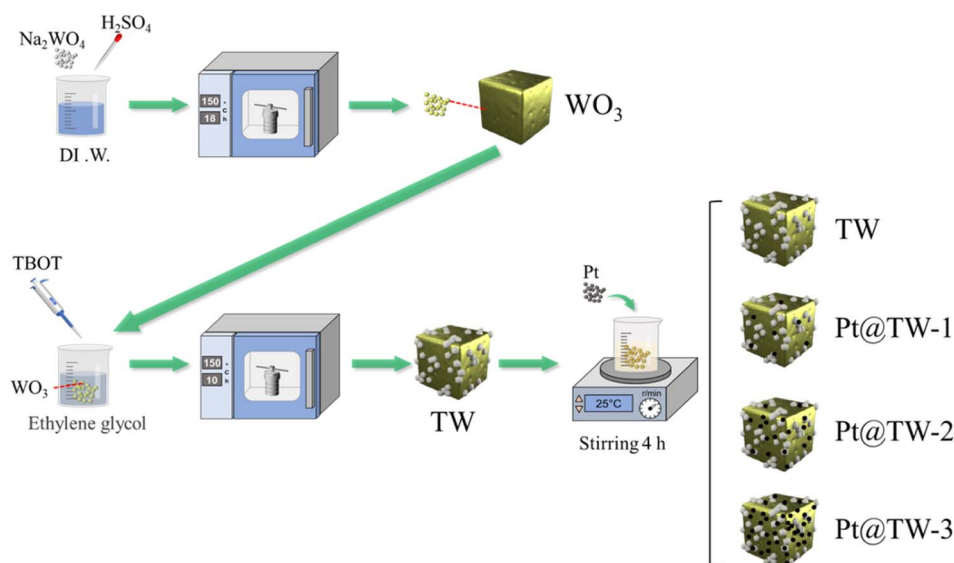 H₂SO₄
Na₂WO₄
150 °C
18 h
DI .W.
WO₃
TBOT
WO₃
Ethylene glycol
150 °C
10 h
TW
Pt
25°C
r/min
Stirring 4 h
TW
Pt@TW-1
Pt@TW-2
Pt@TW-3